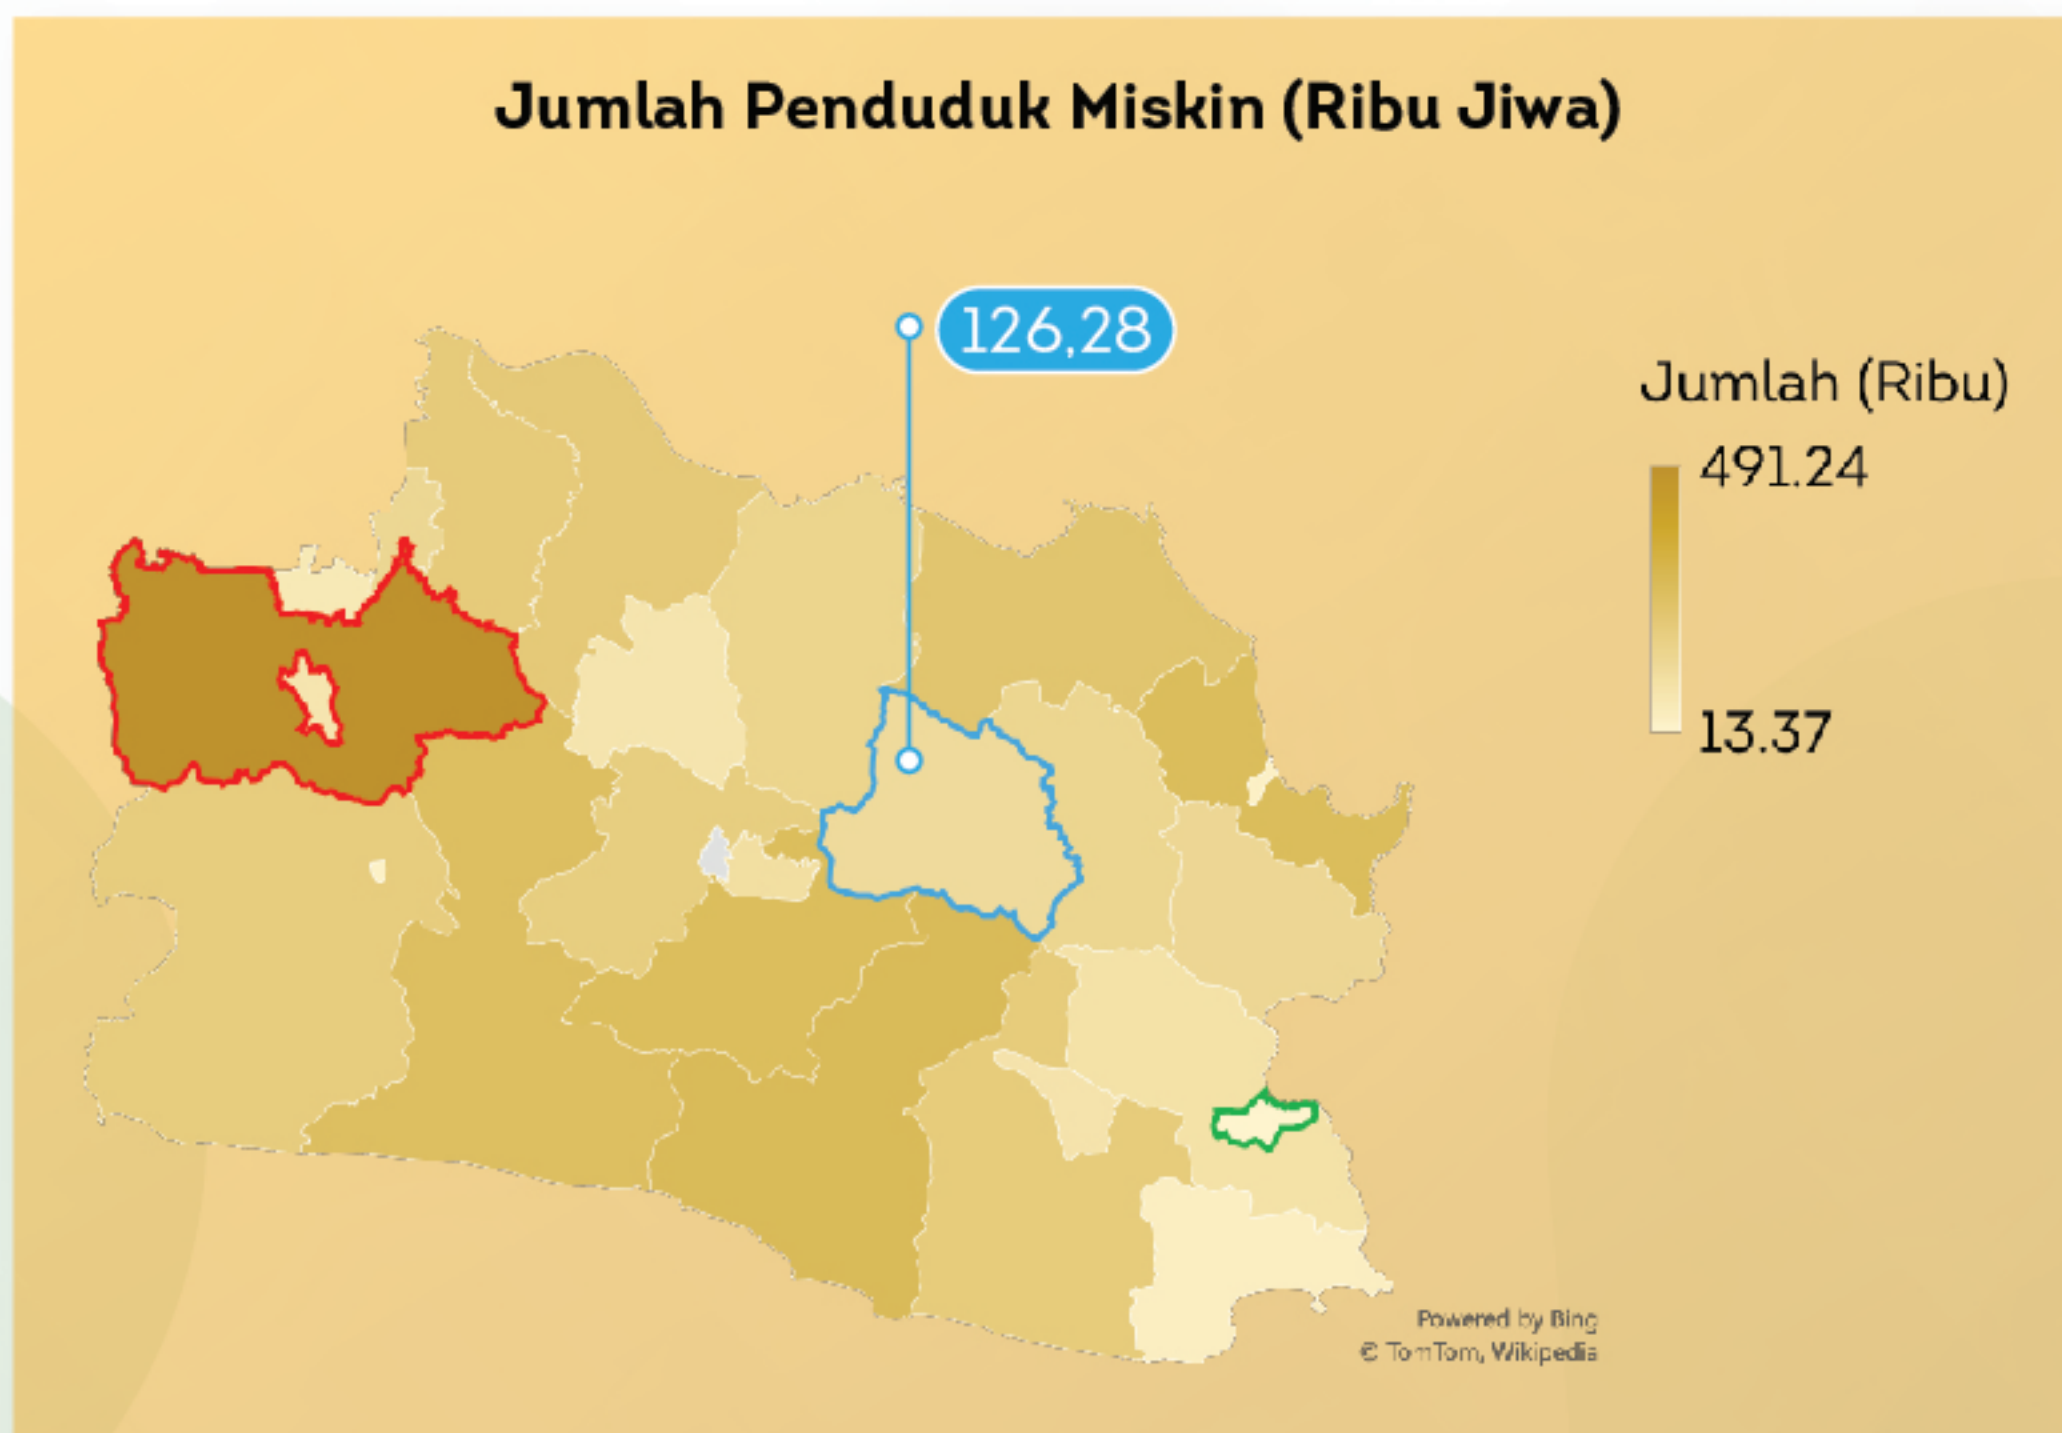 Jumlah Penduduk Miskin (Ribu Jiwa)
126,28
Jumlah (Ribu)
491.24
13.37
Powered by Bing
© TomTom, Wikipedia